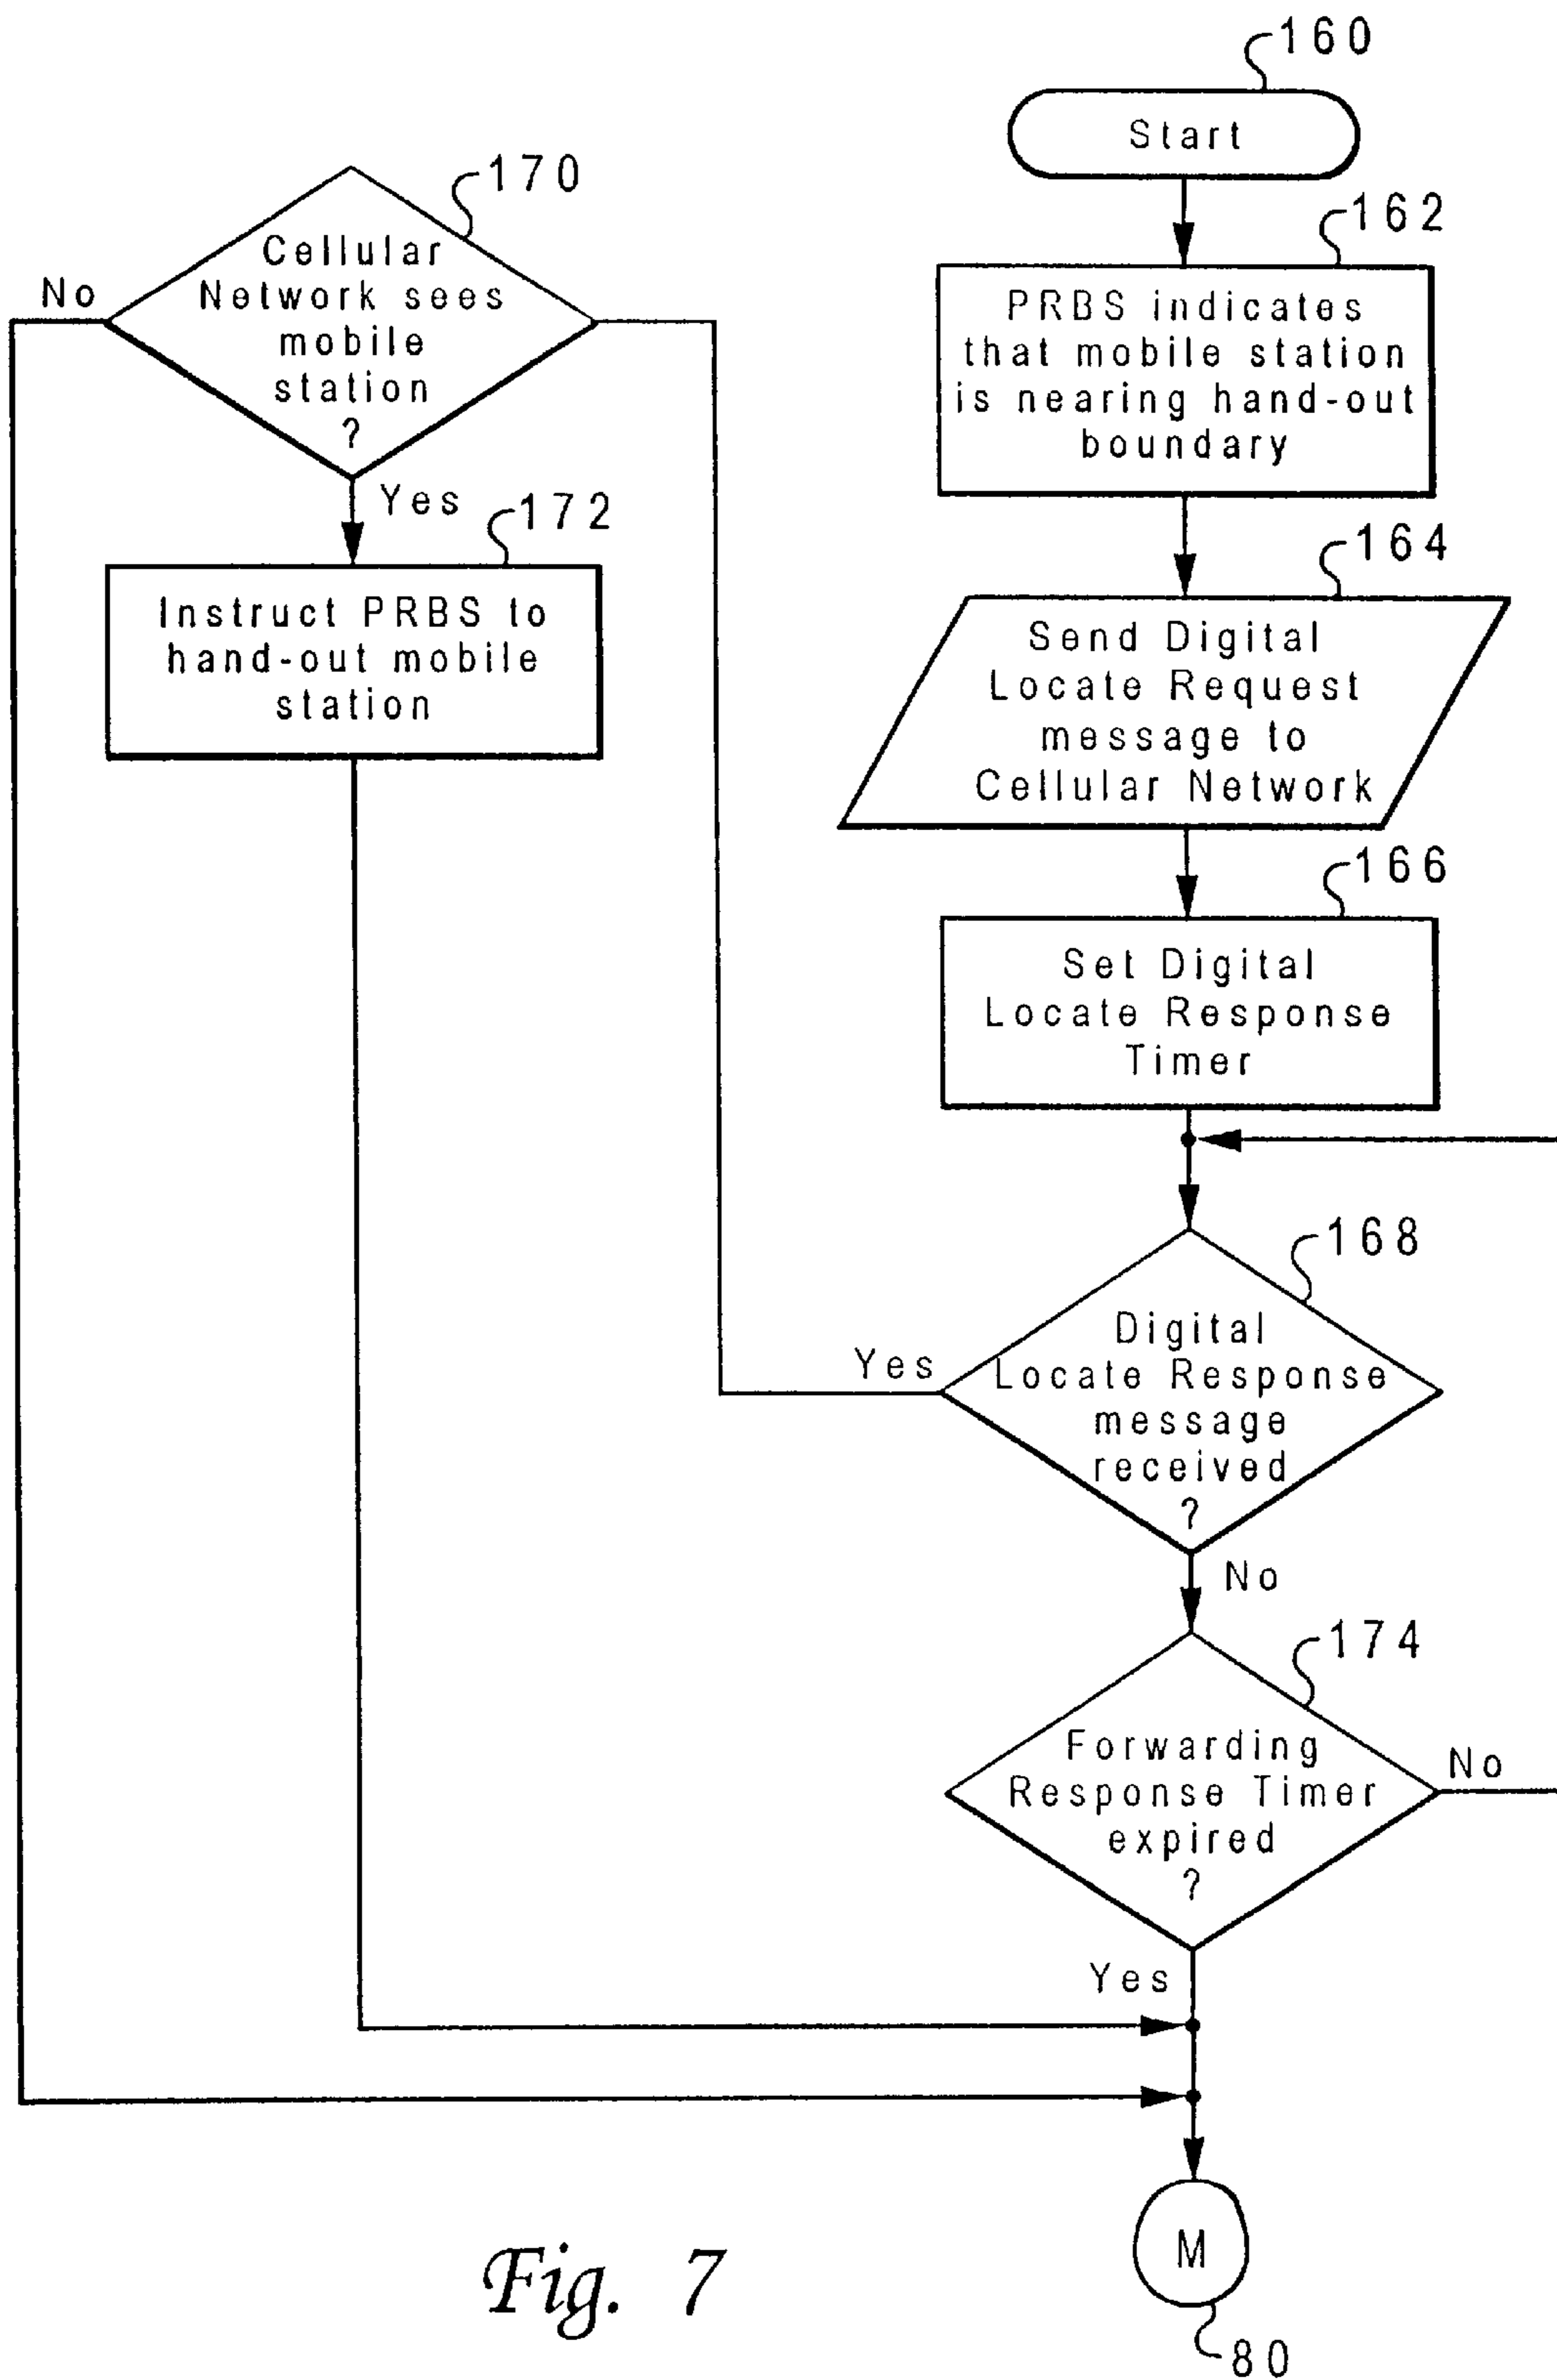 160
Start
162
PRBS indicates
that mobile station
is nearing hand-out
boundary
164
Send Digital
Locate Request
message to
Cellular Network
166
Set Digital
Locate Response
Timer
168
Digital
Locate Response
message
received
?
Yes
No
170
Cellular
Network sees
mobile
station
?
No
Yes
172
Instruct PRBS to
hand-out mobile
station
174
Forwarding
Response Timer
expired
?
No
Yes
M
80
Fig. 7